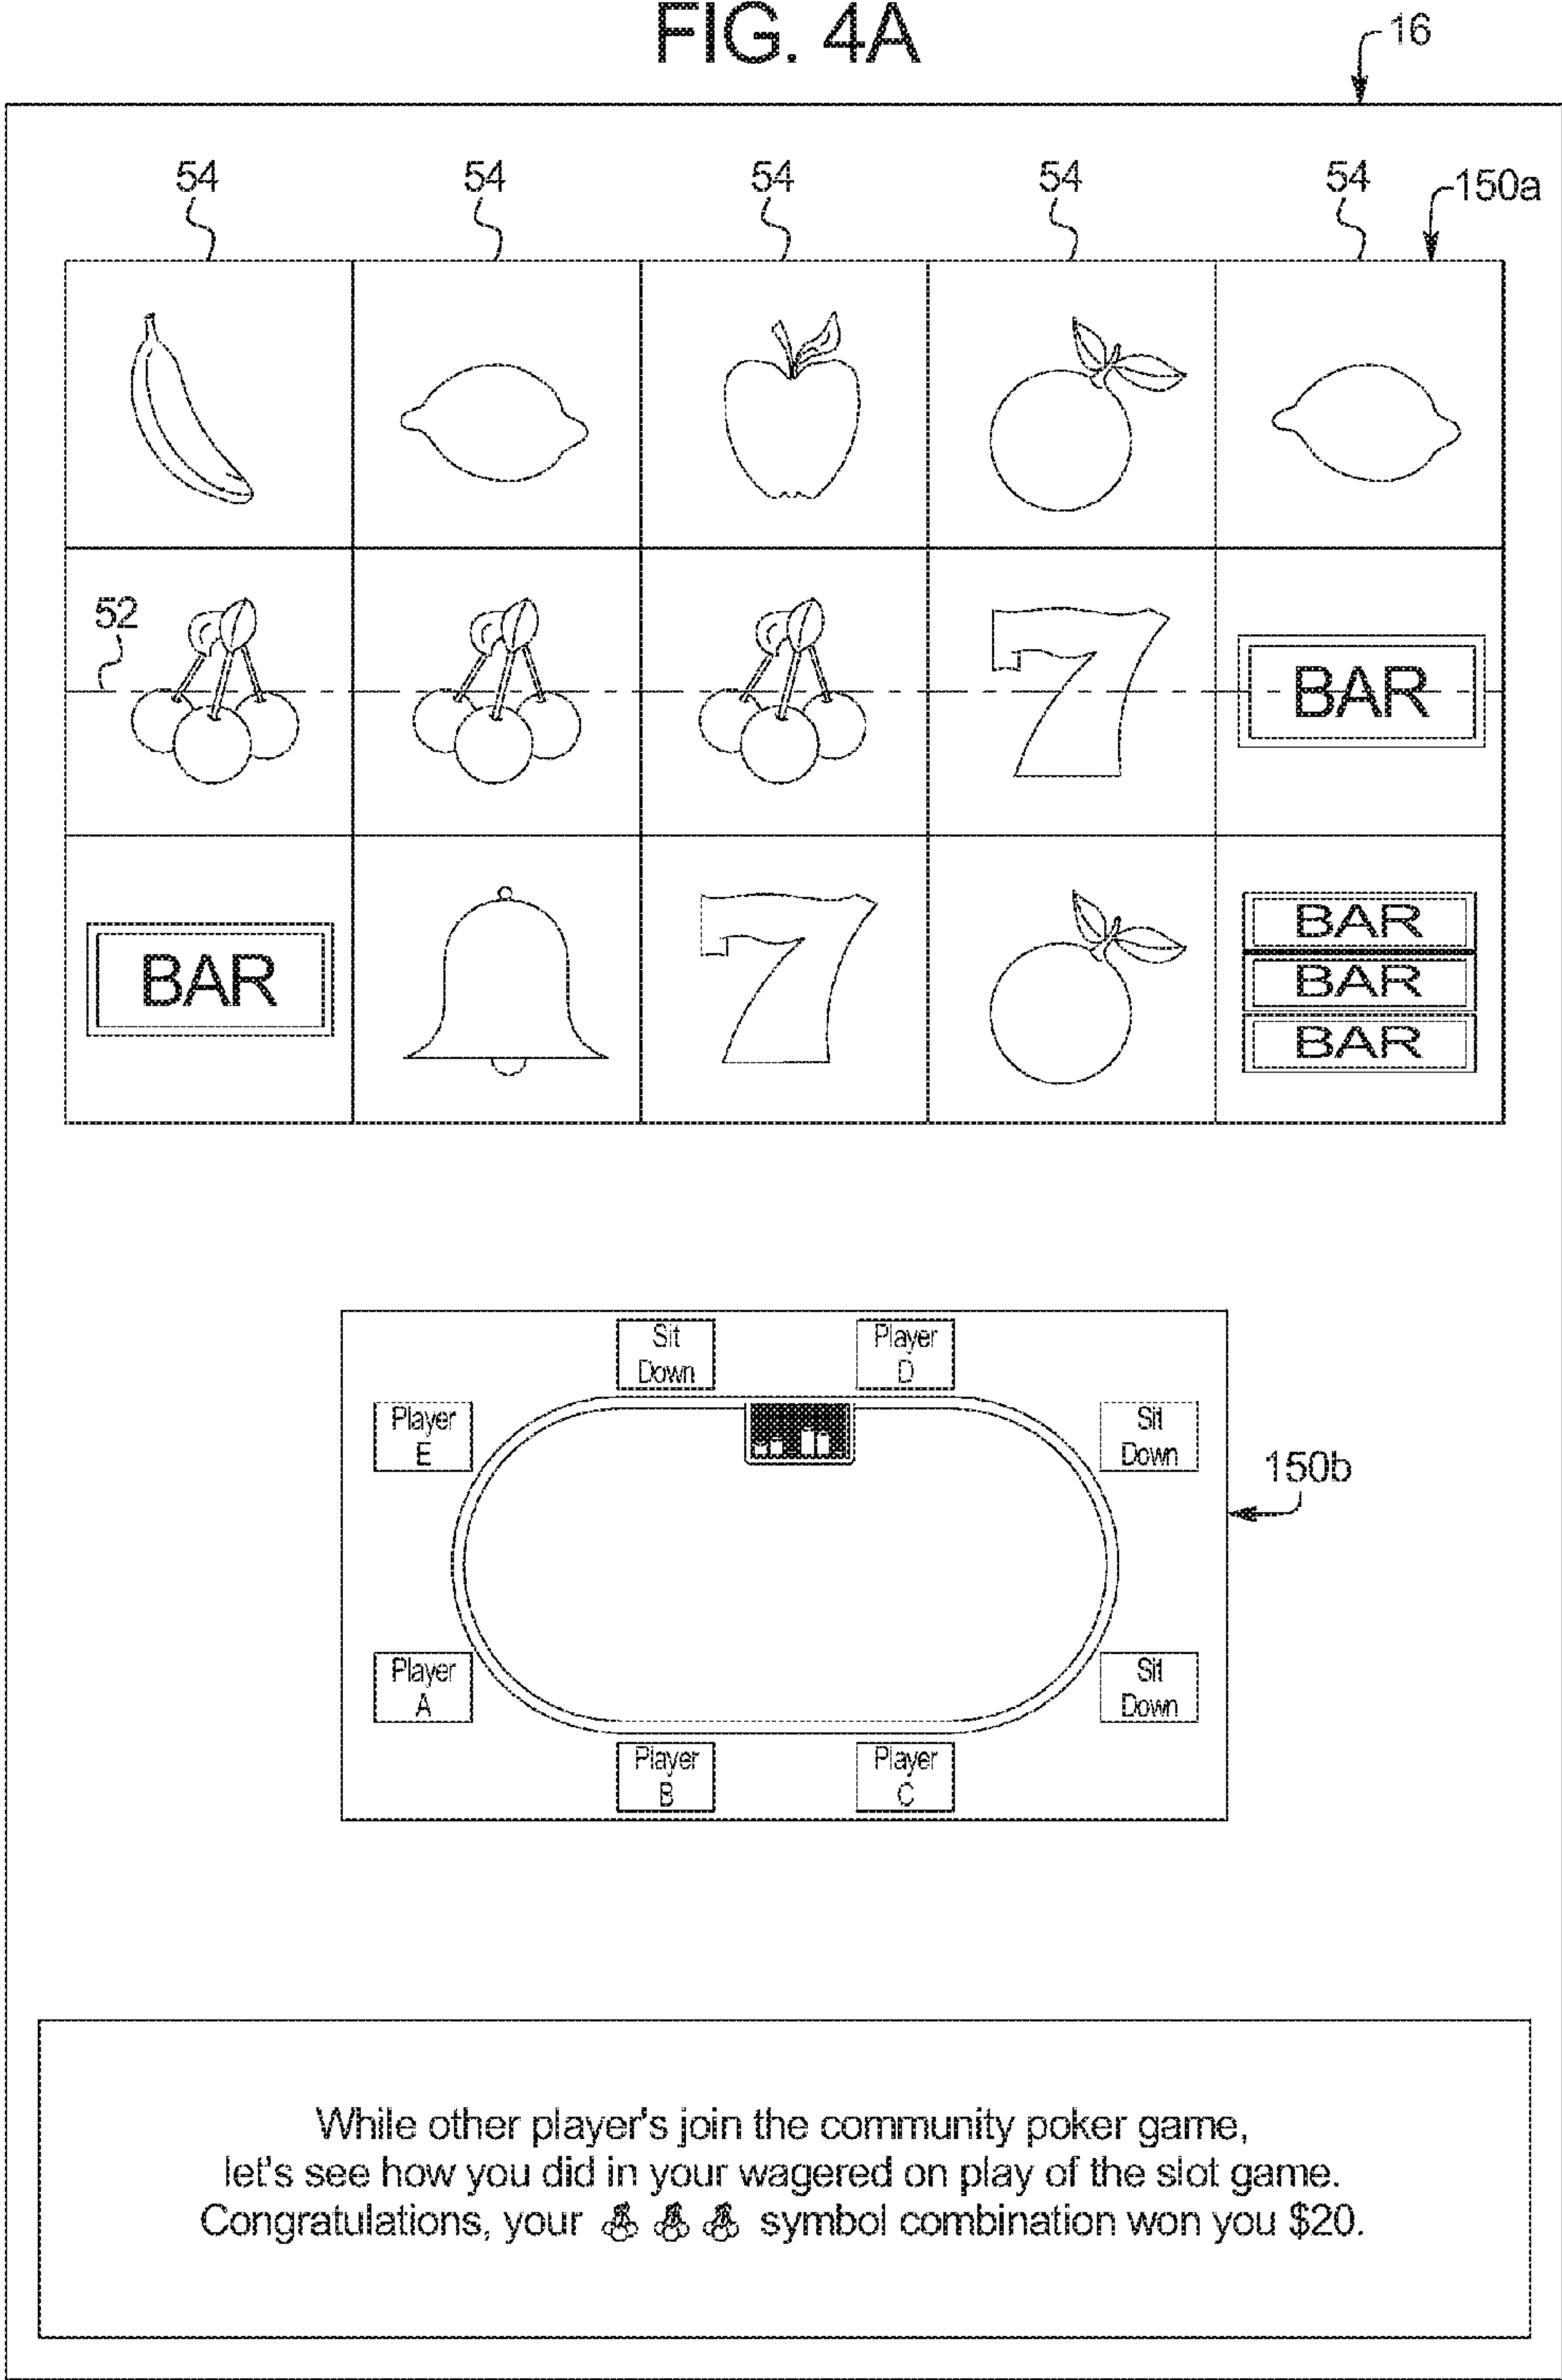 FIG. 4A
16
54 54 54 54 54 150a
52
7 BAR
BAR 7 BAR
BAR
BAR
Sit
Down
Player
D
Player
E
Sit
Down
150b
Player
A
Sit
Down
Player
B
Player
C
While other player's join the community poker game,
let's see how you did in your wagered on play of the slot game.
Congratulations, your symbol combination won you $20.